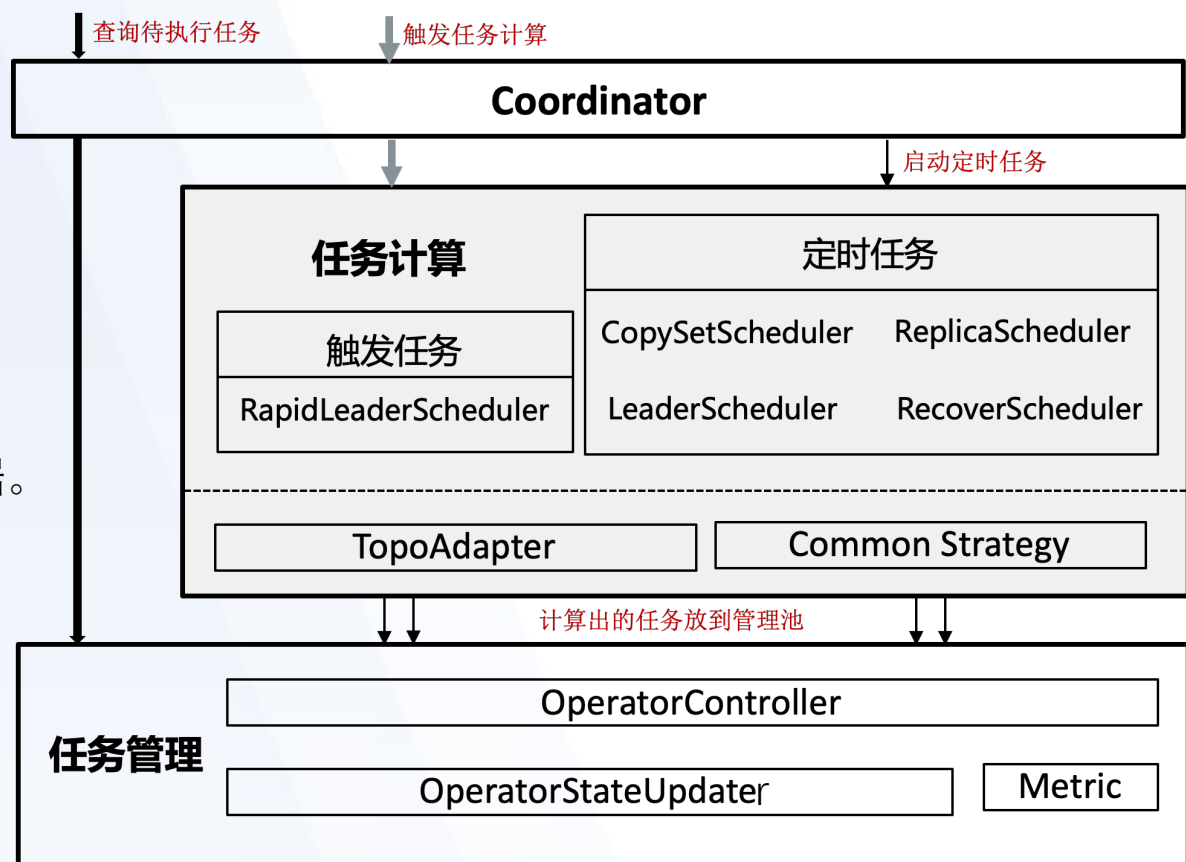 查询待执行任务
触发任务计算
Coordinator
启动定时任务
任务计算
定时任务
触发任务
CopySetScheduler
ReplicaScheduler
RapidLeaderScheduler
LeaderScheduler
RecoverScheduler
。
TopoAdapter
Common Strategy
计算出的任务放到管理池
OperatorController
任务管理
OperatorStateUpdater
Metric